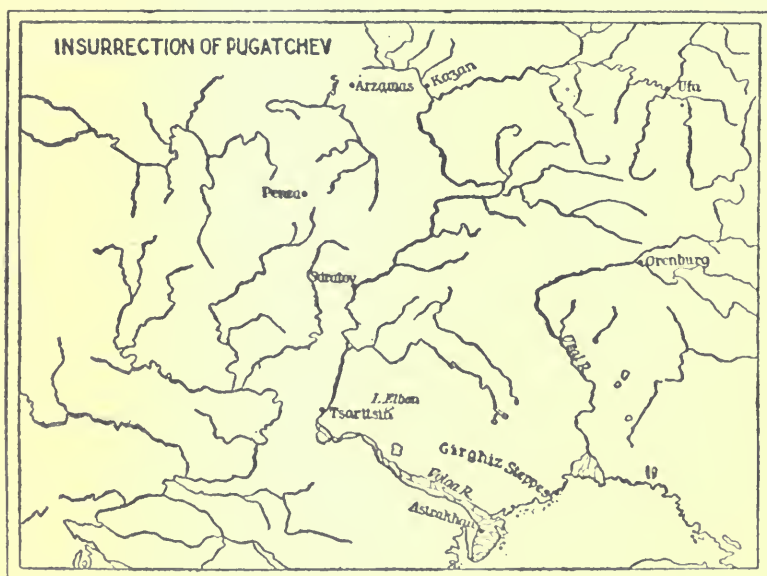 INSURRECTION OF PUGATCHEV
Arzamas
Kazan
Ufa
Penza
Orenburg
Saratov
Ural R.
L. Elton
Tsaritsin
Girghiz Steppes
Volga R.
Astrakhan